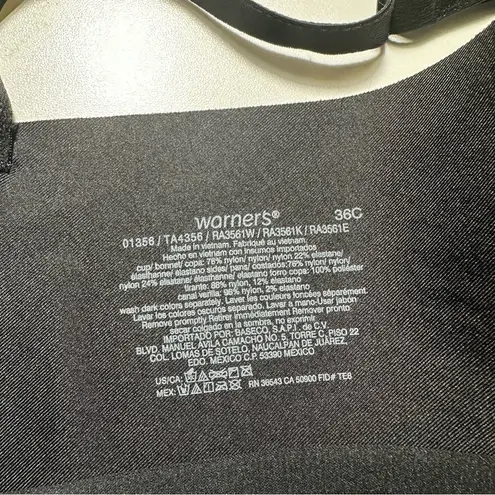 warner's® 36C
01356 / TA4356 / RA3561W / RA3561K / RA3561E
Made in vietnam. Fabriqué au vietnam.
Hecho en vietnam con insumos importados
cup/ bonnet/ copa: 78% nylon/ nylon/ nylon 22% elastane/
élasthanne/ elastano sides/ pans/ costados:76% nylon/ nylon/
nylon 24% elastane/ élasthanne/ elastano forro copa: 100% poliéster
tirante: 88% nylon, 12% elastano
canal varilla: 98% nylon, 2% elastano
wash dark colors separately. Laver les couleurs foncées séparément.
Lavar los colores oscuros separado. Lavar a mano-Usar jabón
Remove promptly Retirer immédiatement Remover pronto
secar colgado en la sombra, no exprimir
IMPORTADO POR: BASECO, S.A.P.I. de C.V.
BLVD. MANUEL AVILA CAMACHO NO. 5, TORRE C, PISO 22
COL. LOMAS DE SOTELO, NAUCALPAN DE JUÁREZ,
EDO. MÉXICO C.P. 53390 MÉXICO
US/CA:
MEX: RN 36543 CA 50900 FID# TE6